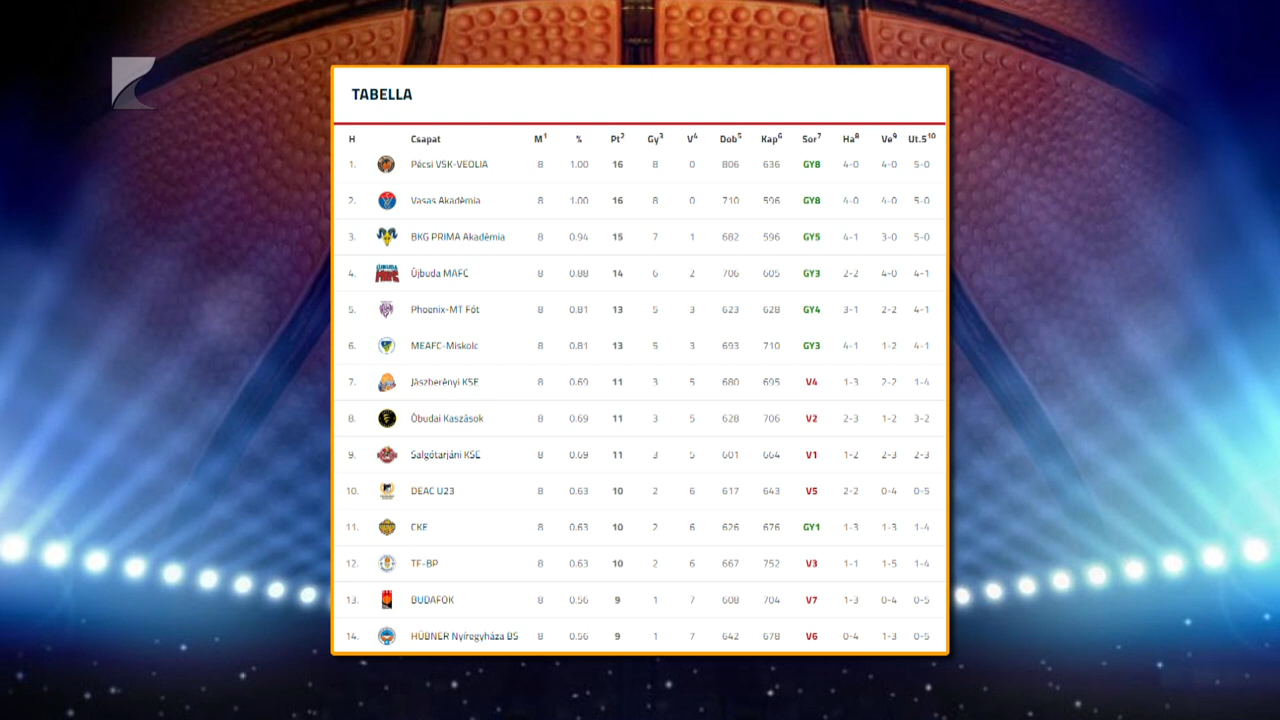 TABELLA
H Csapat M1 % Pt2 Gy3 V4 Dob5 Kap6 Sor7 Ha8 Ve9 Ut.510
1. Pécsi VSK-VEOLIA 8 1.00 16 8 0 806 636 GY8 4-0 4-0 5-0
2. Vasas Akadémia 8 1.00 16 8 0 710 596 GY8 4-0 4-0 5-0
3. BKG PRIMA Akadémia 8 0.94 15 7 1 682 596 GY5 4-1 3-0 5-0
4. Újbuda MAFC 8 0.88 14 6 2 706 605 GY3 2-2 4-0 4-1
5. Phoenix-MT Fót 8 0.81 13 5 3 623 628 GY4 3-1 2-2 4-1
6. MEAFC-Miskolc 8 0.81 13 5 3 693 710 GY3 4-1 1-2 4-1
7. Jászberényi KSE 8 0.69 11 3 5 680 695 V4 1-3 2-2 1-4
8. Óbudai Kaszások 8 0.69 11 3 5 628 706 V2 2-3 1-2 3-2
9. Salgótarjáni KSE 8 0.69 11 3 5 601 664 V1 1-2 2-3 2-3
10. DEAC U23 8 0.63 10 2 6 617 643 V5 2-2 0-4 0-5
11. CKE 8 0.63 10 2 6 626 676 GY1 1-3 1-3 1-4
12. TF-BP 8 0.63 10 2 6 667 752 V3 1-1 1-5 1-4
13. BUDAFOK 8 0.56 9 1 7 608 704 V7 1-3 0-4 0-5
14. HÜBNER Nyíregyháza BS 8 0.56 9 1 7 642 678 V6 0-4 1-3 0-5